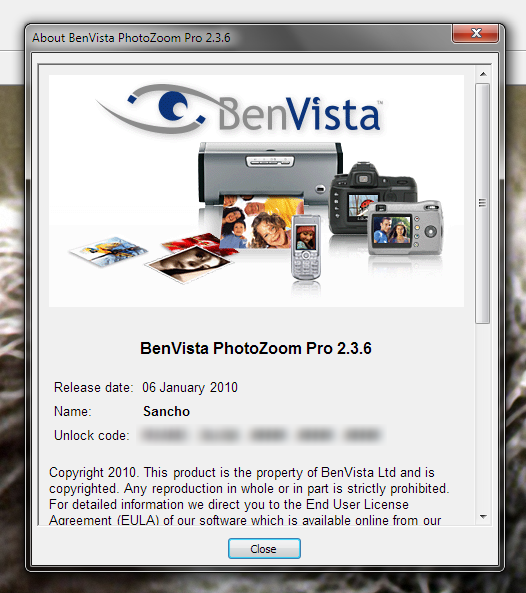 About BenVista PhotoZoom Pro 2.3.6
BenVista™
BenVista PhotoZoom Pro 2.3.6
Release date: 06 January 2010
Name: Sancho
Unlock code:
Copyright 2010. This product is the property of BenVista Ltd and is
copyrighted. Any reproduction in whole or in part is strictly prohibited.
For detailed information we direct you to the End User License
Agreement (EULA) of our software which is available online from our
Close